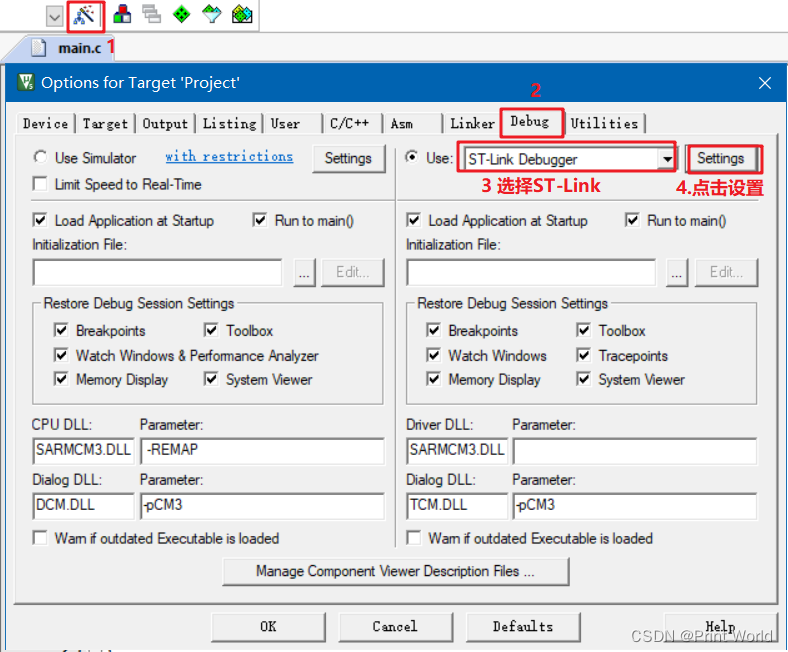 main.c 1
Options for Target 'Project'
2
Device Target Output Listing User C/C++ Asm Linker Debug Utilities
Use Simulator with restrictions Settings Use: ST-Link Debugger Settings
Limit Speed to Real-Time
3 选择ST-Link 4.点击设置
Load Application at Startup Run to main() Load Application at Startup Run to main()
Initialization File: Initialization File:
... Edit... ... Edit...
Restore Debug Session Settings Restore Debug Session Settings
Breakpoints Toolbox Breakpoints Toolbox
Watch Windows & Performance Analyzer Watch Windows Tracepoints
Memory Display System Viewer Memory Display System Viewer
CPU DLL: Parameter: Driver DLL: Parameter:
SARMCM3.DLL -REMAP SARMCM3.DLL
Dialog DLL: Parameter: Dialog DLL: Parameter:
DCM.DLL -pCM3 TCM.DLL -pCM3
Warn if outdated Executable is loaded Warn if outdated Executable is loaded
Manage Component Viewer Description Files ...
OK Cancel Defaults Help
CSDN @Print World